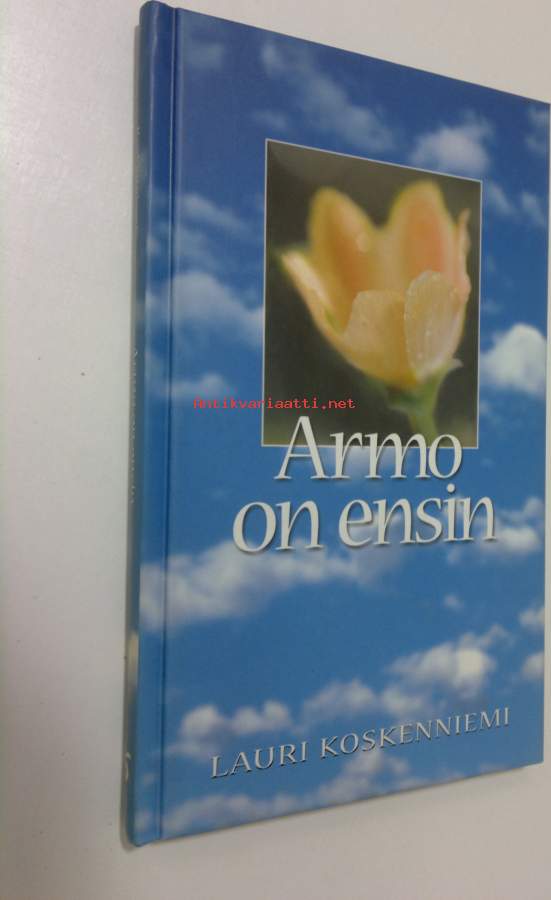 Antikvariaatti.net
Armo
on ensin
LAURI KOSKENNIEMI